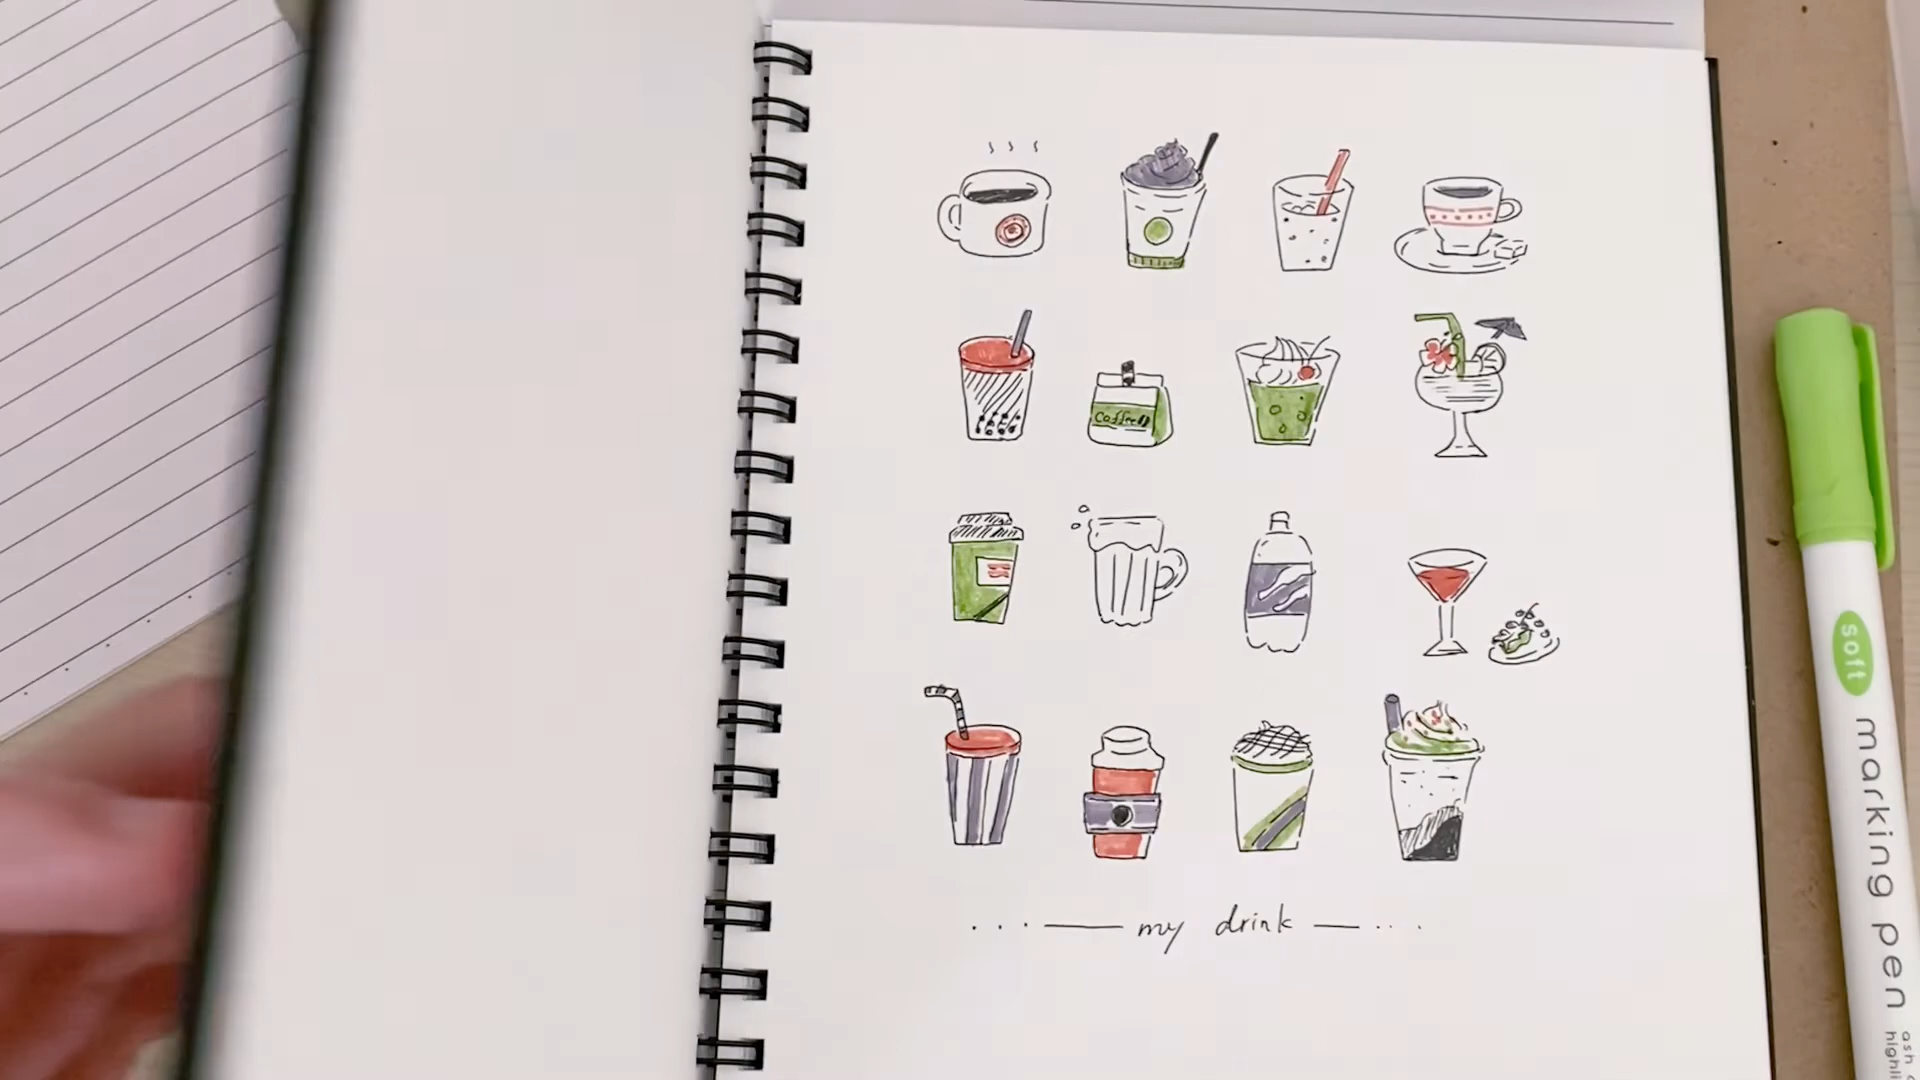 Coffee
my drink
soft
marking pen